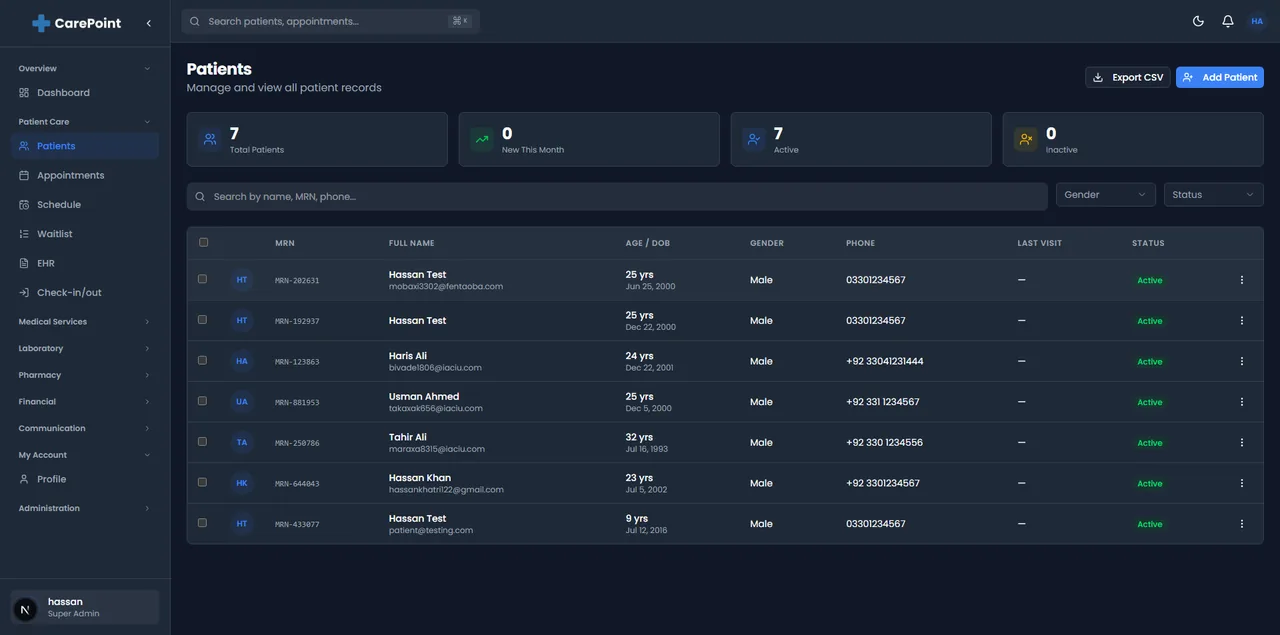 CarePoint
Search patients, appointments...
⌘ K
HA
Overview
Dashboard
Patient Care
Patients
Appointments
Schedule
Waitlist
EHR
Check-in/out
Medical Services
Laboratory
Pharmacy
Financial
Communication
My Account
Profile
Administration
N
hassan
Super Admin
Patients
Manage and view all patient records
Export CSV
Add Patient
7
Total Patients
0
New This Month
7
Active
0
Inactive
Search by name, MRN, phone...
Gender
Status
MRN FULL NAME AGE / DOB GENDER PHONE LAST VISIT STATUS
HT MRN-202631 Hassan Test 25 yrs Male 03301234567 — Active
mobaxi3302@fentaoba.com Jun 25, 2000
HT MRN-192937 Hassan Test 25 yrs Male 03301234567 — Active
Dec 22, 2000
HA MRN-123863 Haris Ali 24 yrs Male +92 33041231444 — Active
bivade1806@iaciu.com Dec 22, 2001
UA MRN-881953 Usman Ahmed 25 yrs Male +92 331 1234567 — Active
takaxak656@iaciu.com Dec 5, 2000
TA MRN-250786 Tahir Ali 32 yrs Male +92 330 1234556 — Active
maraxa8315@iaciu.com Jul 16, 1993
HK MRN-644043 Hassan Khan 23 yrs Male +92 3301234567 — Active
hassankhatri122@gmail.com Jul 5, 2002
HT MRN-433077 Hassan Test 9 yrs Male 03301234567 — Active
patient@testing.com Jul 12, 2016